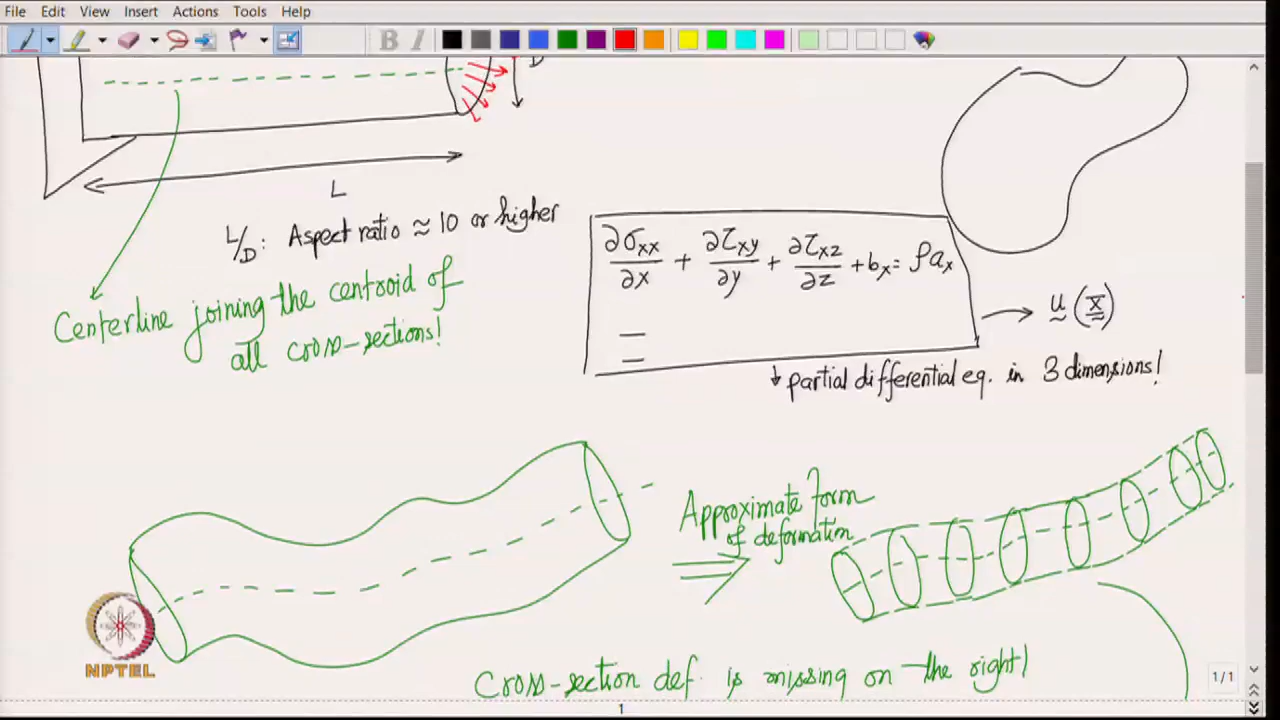 File Edit View Insert Actions Tools Help
B I
D
L
L/D: Aspect ratio ≈ 10 or higher
Centerline joining the centroid of
all cross-sections!
∂σxx/∂x + ∂τxy/∂y + ∂τxz/∂z + bx = ρax
u(x)
partial differential eq. in 3 dimensions!
Approximate form
of deformation
Cross-section def. is missing on the right!
NPTEL
1/1
1